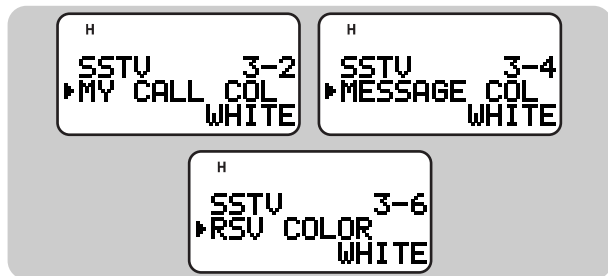 H
SSTV 3-2
MY CALL COL
WHITE
H
SSTV 3-4
MESSAGE COL
WHITE
H
SSTV 3-6
RSV COLOR
WHITE